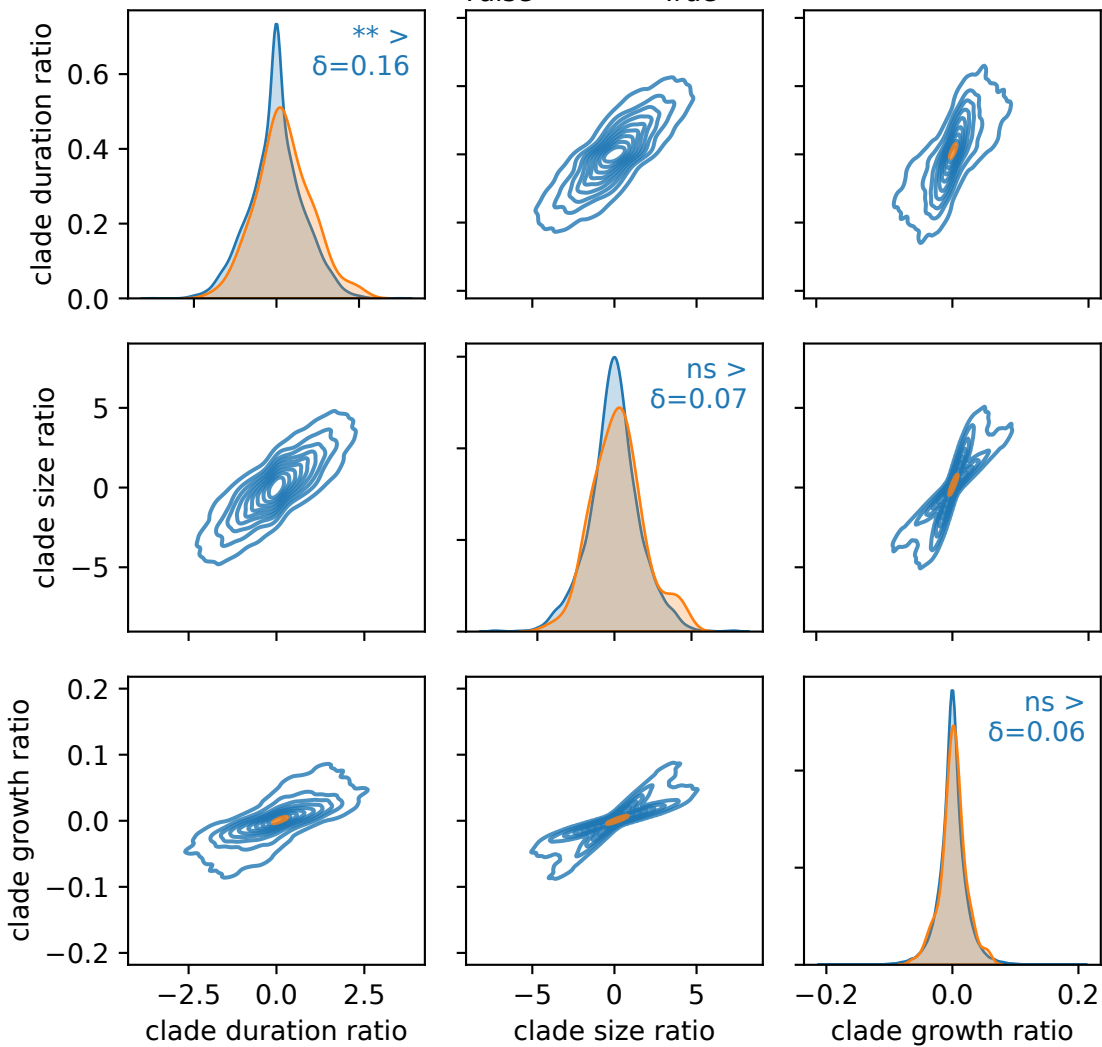 True
clade duration ratio
0.6
0.4
0.2
0.0
** >
δ=0.16
clade size ratio
5
0
−5
ns >
δ=0.07
clade growth ratio
0.2
0.1
0.0
−0.1
−0.2
ns >
δ=0.06
−2.5
0.0
2.5
−5
0
5
−0.2
0.0
0.2
clade duration ratio
clade size ratio
clade growth ratio